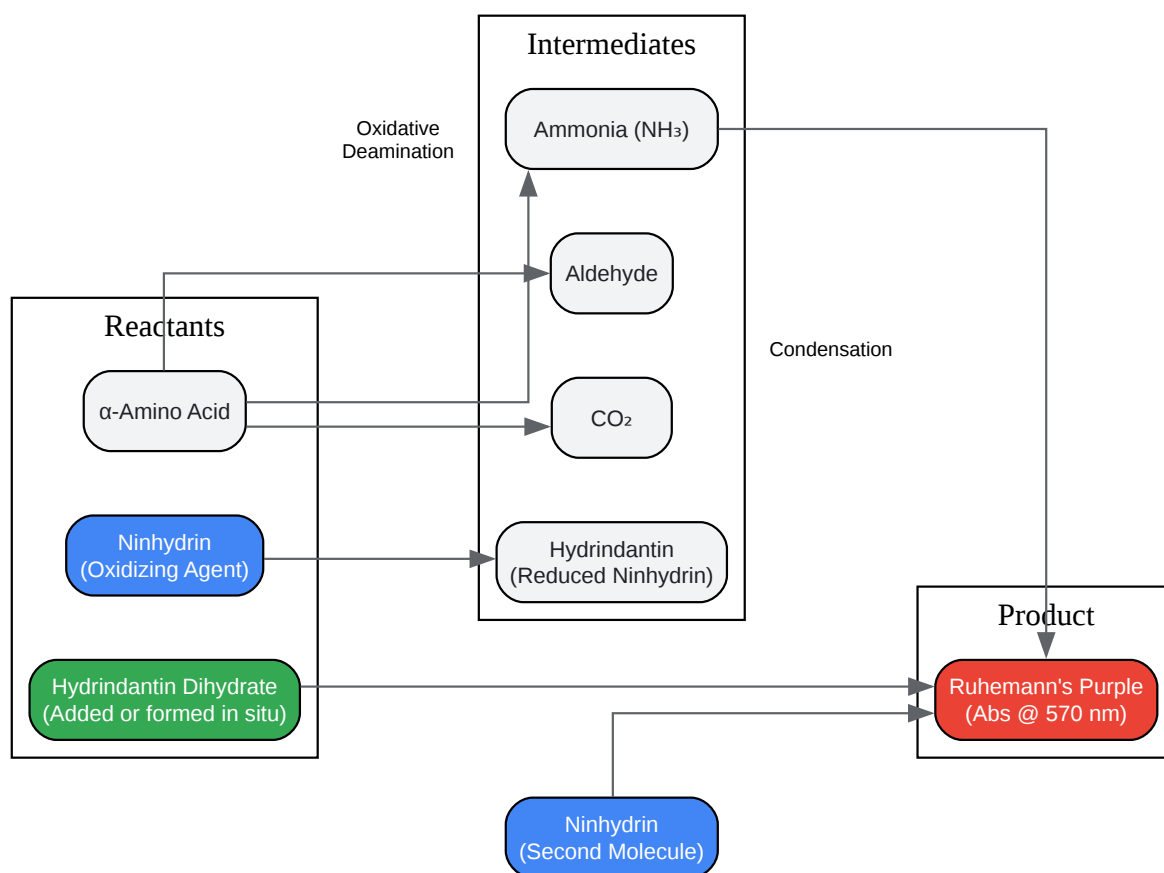 Intermediates
Ammonia (NH₃)
Oxidative
Deamination
Aldehyde
Reactants
Condensation
α-Amino Acid
CO₂
Ninhydrin
(Oxidizing Agent)
Hydrindantin
(Reduced Ninhydrin)
Product
Hydrindantin Dihydrate
(Added or formed in situ)
Ruhemann's Purple
(Abs @ 570 nm)
Ninhydrin
(Second Molecule)